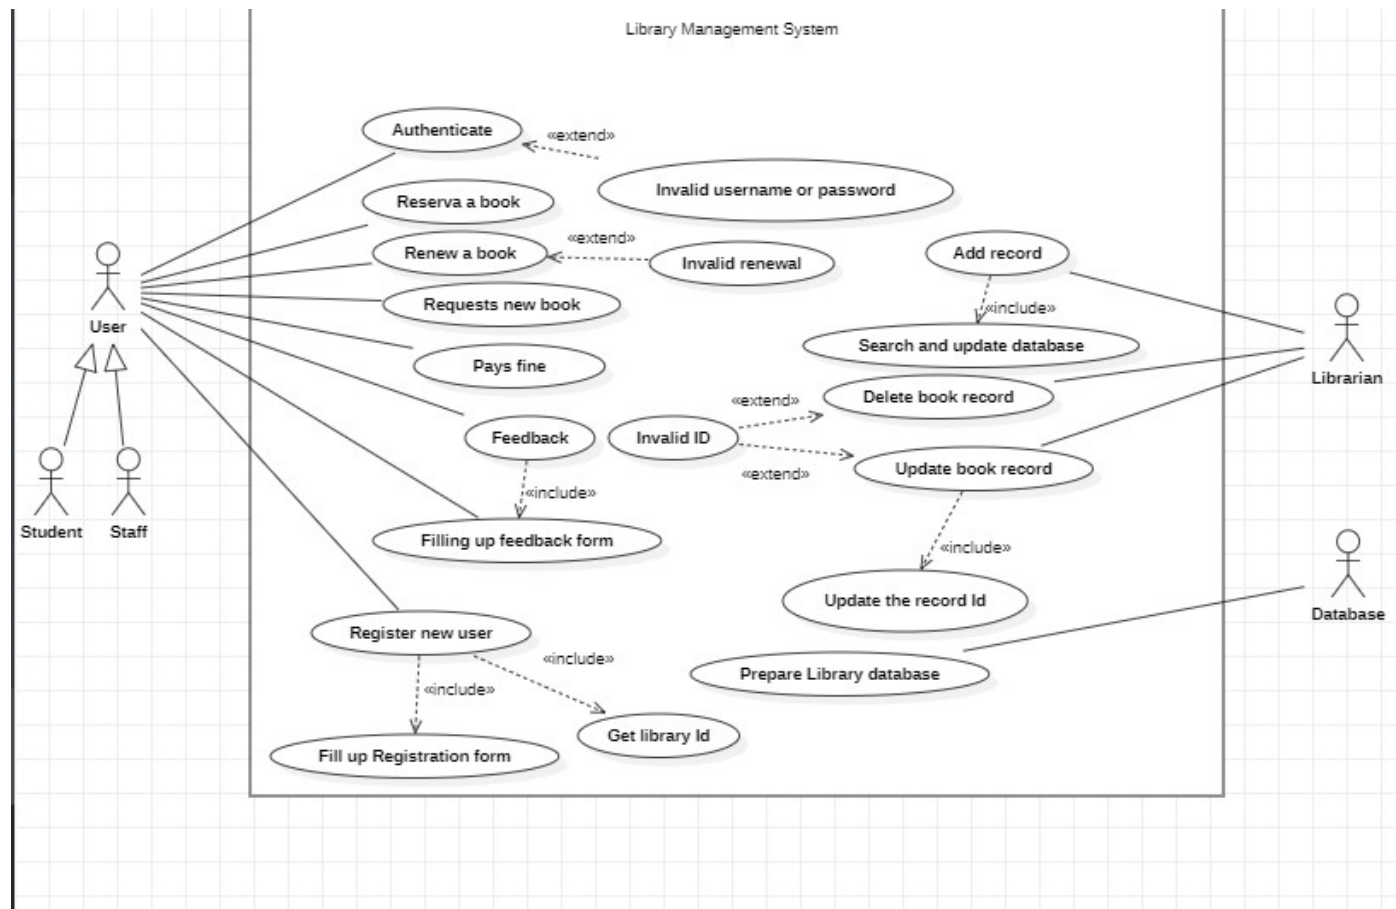 Library Management System
Authenticate
«extend»
Invalid username or password
Reserva a book
Renew a book
«extend»
Invalid renewal
Add record
Requests new book
«include»
User
Search and update database
Pays fine
Librarian
Delete book record
«extend»
Feedback
Invalid ID
«extend»
Update book record
«include»
Student
Staff
Filling up feedback form
«include»
Update the record Id
Database
Register new user
«include»
«include»
Prepare Library database
Get library Id
Fill up Registration form